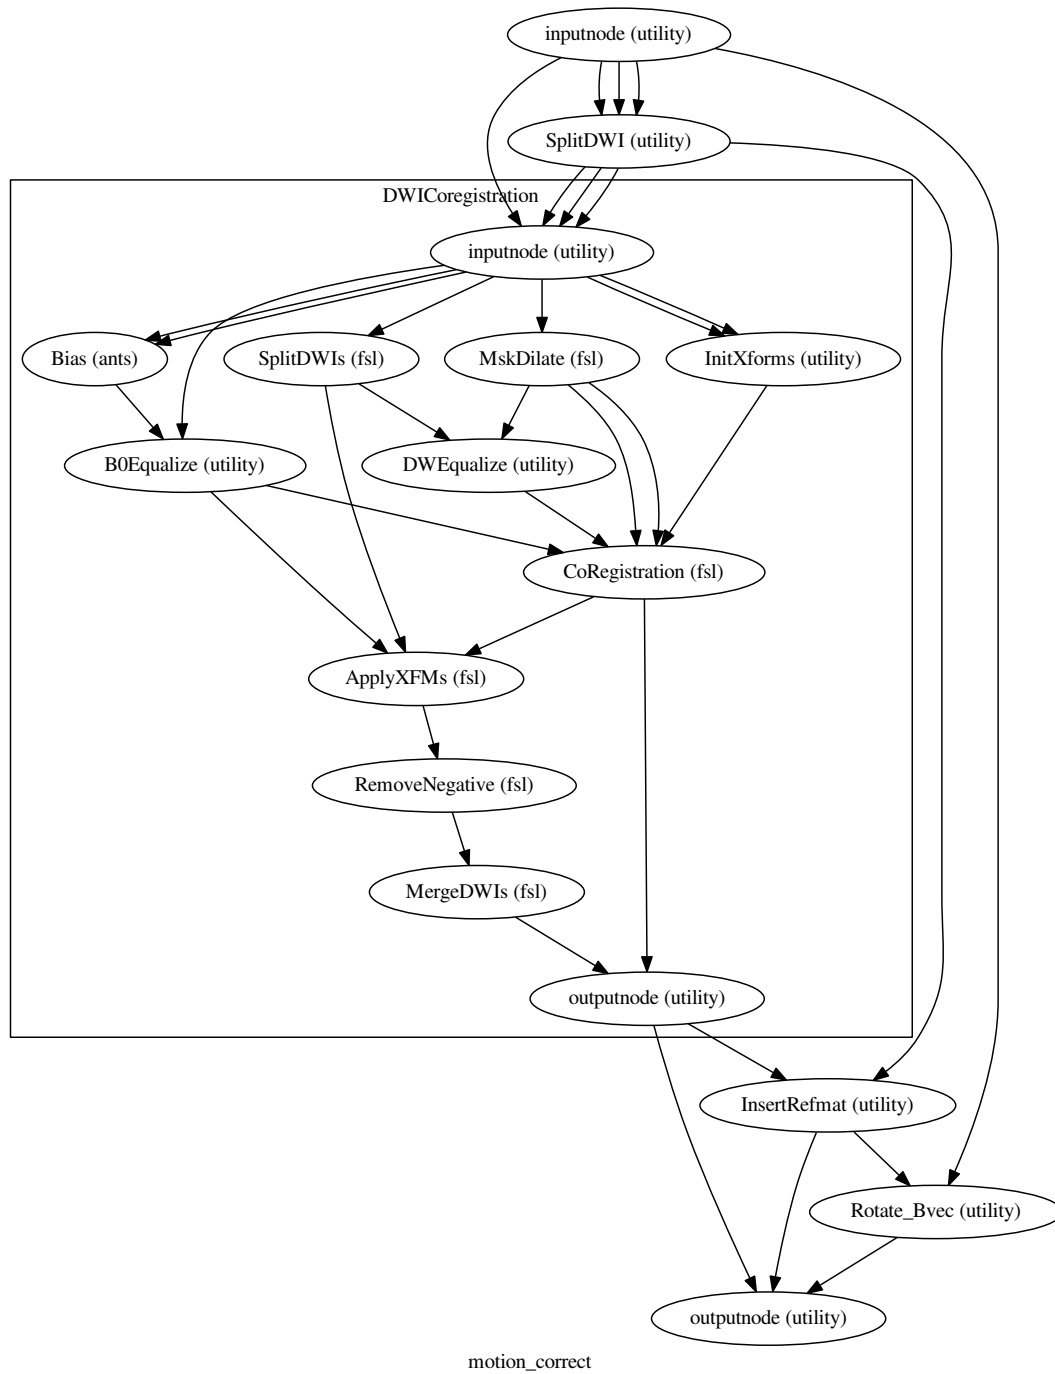 inputnode (utility)
SplitDWI (utility)
DWICoregistration
inputnode (utility)
Bias (ants)
SplitDWIs (fsl)
MskDilate (fsl)
InitXforms (utility)
B0Equalize (utility)
DWEqualize (utility)
CoRegistration (fsl)
ApplyXFMs (fsl)
RemoveNegative (fsl)
MergeDWIs (fsl)
outputnode (utility)
InsertRefmat (utility)
Rotate_Bvec (utility)
outputnode (utility)
motion_correct